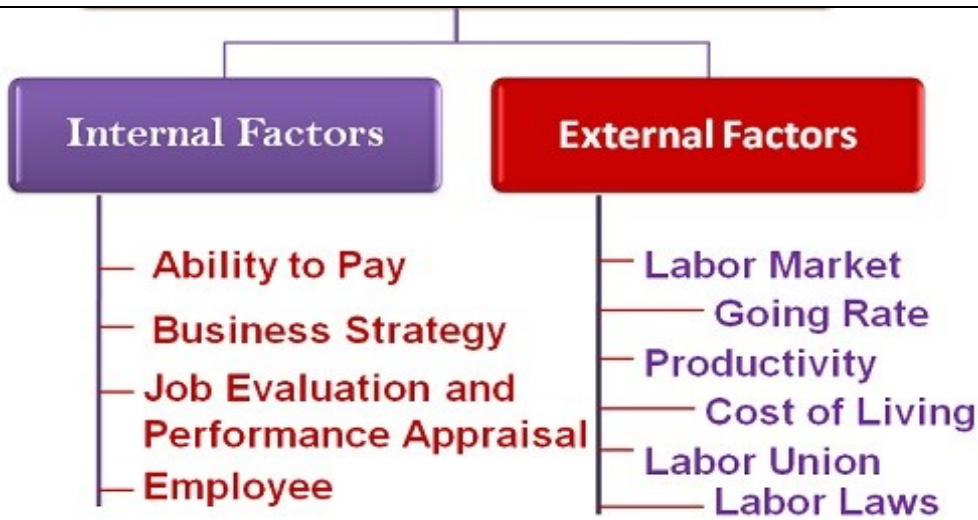 Internal Factors
Ability to Pay
Business Strategy
Job Evaluation and
Performance Appraisal
Employee
External Factors
Labor Market
Going Rate
Productivity
Cost of Living
Labor Union
Labor Laws